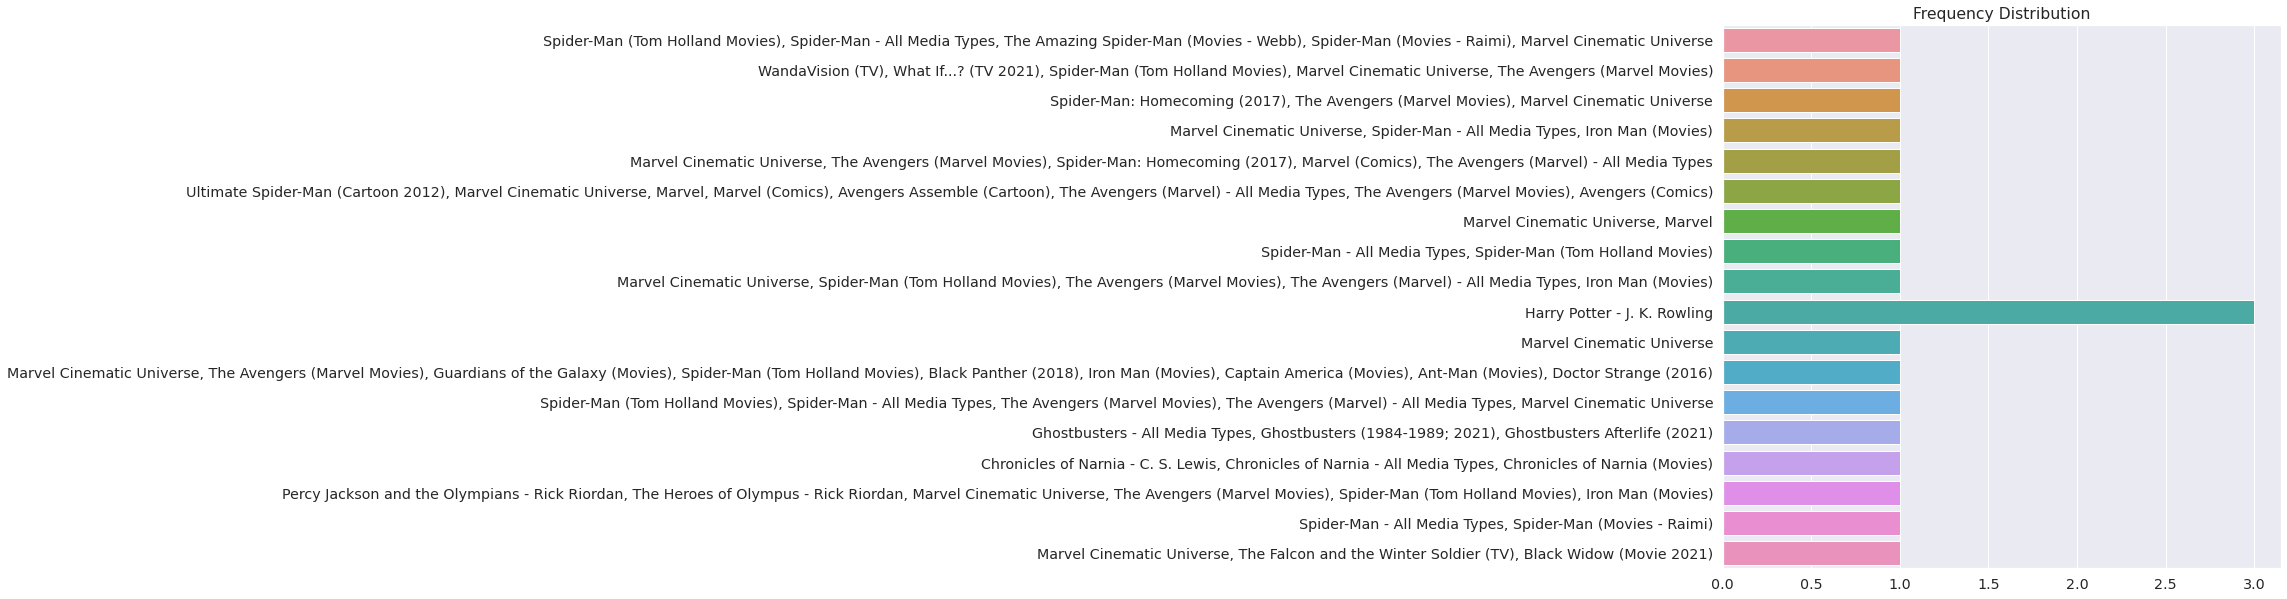 Frequency Distribution
Spider-Man (Tom Holland Movies), Spider-Man - All Media Types, The Amazing Spider-Man (Movies - Webb), Spider-Man (Movies - Raimi), Marvel Cinematic Universe
WandaVision (TV), What If...? (TV 2021), Spider-Man (Tom Holland Movies), Marvel Cinematic Universe, The Avengers (Marvel Movies)
Spider-Man: Homecoming (2017), The Avengers (Marvel Movies), Marvel Cinematic Universe
Marvel Cinematic Universe, Spider-Man - All Media Types, Iron Man (Movies)
Marvel Cinematic Universe, The Avengers (Marvel Movies), Spider-Man: Homecoming (2017), Marvel (Comics), The Avengers (Marvel) - All Media Types
Ultimate Spider-Man (Cartoon 2012), Marvel Cinematic Universe, Marvel, Marvel (Comics), Avengers Assemble (Cartoon), The Avengers (Marvel) - All Media Types, The Avengers (Marvel Movies), Avengers (Comics)
Marvel Cinematic Universe, Marvel
Spider-Man - All Media Types, Spider-Man (Tom Holland Movies)
Marvel Cinematic Universe, Spider-Man (Tom Holland Movies), The Avengers (Marvel Movies), The Avengers (Marvel) - All Media Types, Iron Man (Movies)
Harry Potter - J. K. Rowling
Marvel Cinematic Universe
Marvel Cinematic Universe, The Avengers (Marvel Movies), Guardians of the Galaxy (Movies), Spider-Man (Tom Holland Movies), Black Panther (2018), Iron Man (Movies), Captain America (Movies), Ant-Man (Movies), Doctor Strange (2016)
Spider-Man (Tom Holland Movies), Spider-Man - All Media Types, The Avengers (Marvel Movies), The Avengers (Marvel) - All Media Types, Marvel Cinematic Universe
Ghostbusters - All Media Types, Ghostbusters (1984-1989; 2021), Ghostbusters Afterlife (2021)
Chronicles of Narnia - C. S. Lewis, Chronicles of Narnia - All Media Types, Chronicles of Narnia (Movies)
Percy Jackson and the Olympians - Rick Riordan, The Heroes of Olympus - Rick Riordan, Marvel Cinematic Universe, The Avengers (Marvel Movies), Spider-Man (Tom Holland Movies), Iron Man (Movies)
Spider-Man - All Media Types, Spider-Man (Movies - Raimi)
Marvel Cinematic Universe, The Falcon and the Winter Soldier (TV), Black Widow (Movie 2021)
0.0 0.5 1.0 1.5 2.0 2.5 3.0